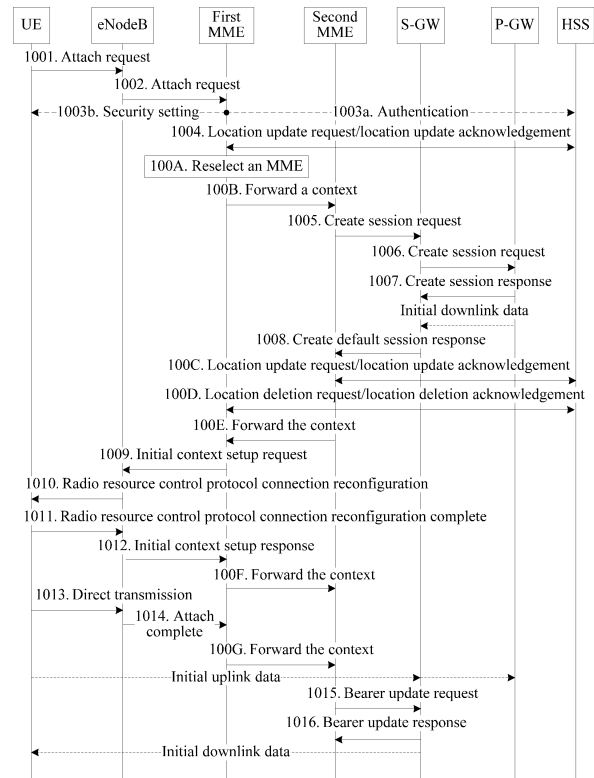 UE
eNodeB
First
MME
Second
MME
S-GW
P-GW
HSS
1001. Attach request
1002. Attach request
1003b. Security setting
1003a. Authentication
1004. Location update request/location update acknowledgement
100A. Reselect an MME
100B. Forward a context
1005. Create session request
1006. Create session request
1007. Create session response
Initial downlink data
1008. Create default session response
100C. Location update request/location update acknowledgement
100D. Location deletion request/location deletion acknowledgement
100E. Forward the context
1009. Initial context setup request
1010. Radio resource control protocol connection reconfiguration
1011. Radio resource control protocol connection reconfiguration complete
1012. Initial context setup response
100F. Forward the context
1013. Direct transmission
1014. Attach
complete
100G. Forward the context
Initial uplink data
1015. Bearer update request
1016. Bearer update response
Initial downlink data